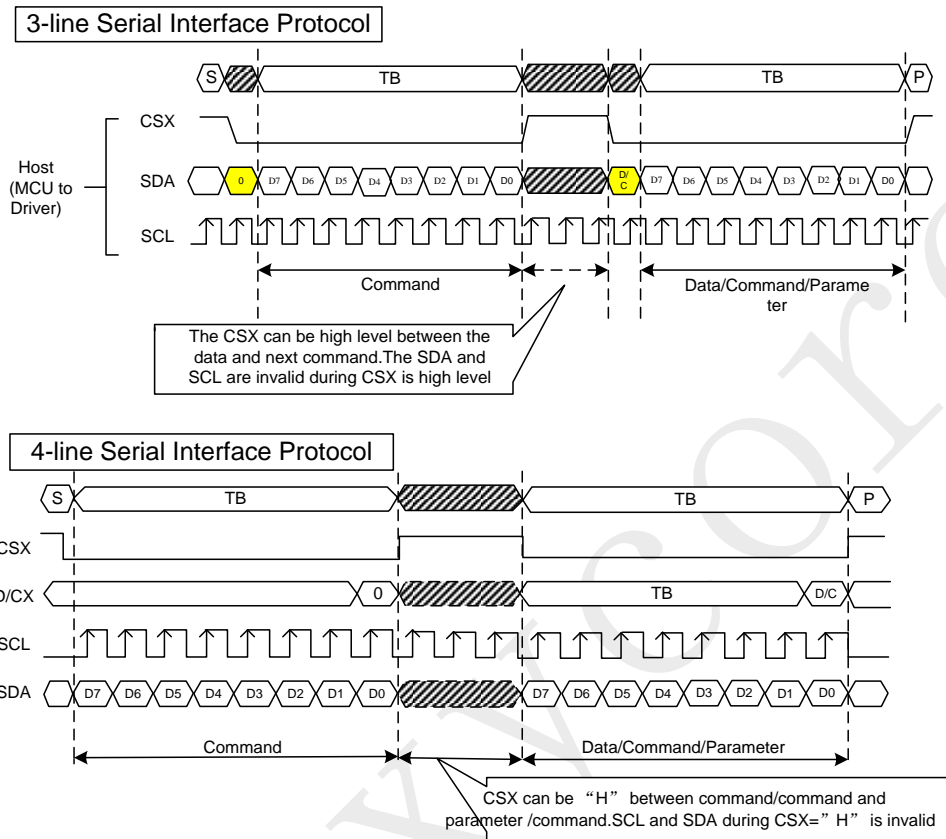 3-line Serial Interface Protocol
S TB TB P
CSX
Host
(MCU to
Driver)
SDA 0 D7 D6 D5 D4 D3 D2 D1 D0 D/
C D7 D6 D5 D4 D3 D2 D1 D0
SCL
Command
Data/Command/Parame
ter
The CSX can be high level between the
data and next command.The SDA and
SCL are invalid during CSX is high level
4-line Serial Interface Protocol
S TB TB P
CSX
D/CX 0 TB D/C
SCL
SDA D7 D6 D5 D4 D3 D2 D1 D0 D7 D6 D5 D4 D3 D2 D1 D0
Command
Data/Command/Parameter
CSX can be “H” between command/command and
parameter /command.SCL and SDA during CSX=”H” is invalid
xycor